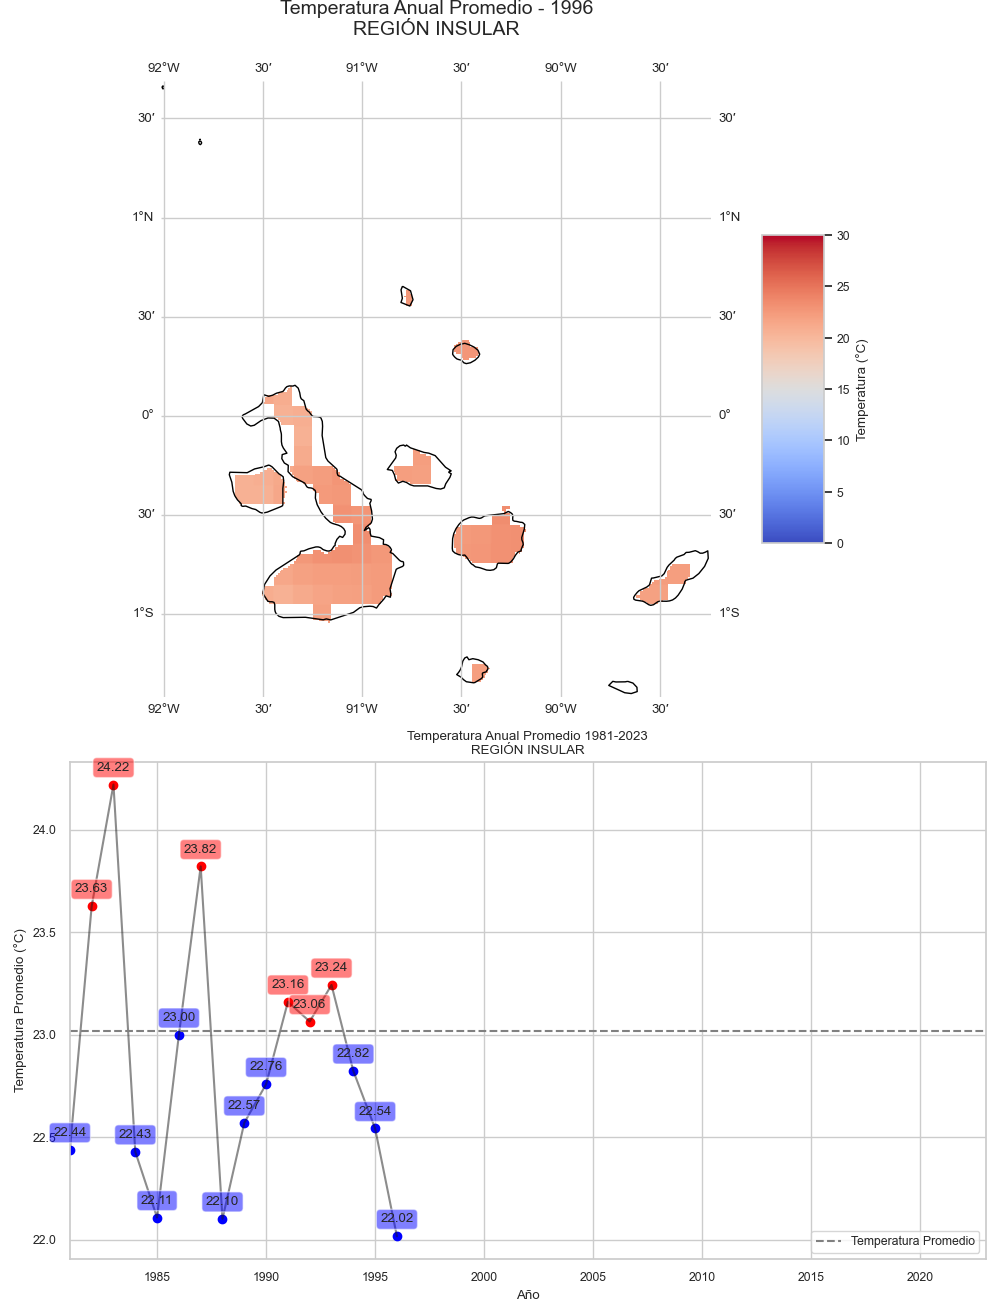 Temperatura Anual Promedio - 1996
REGIÓN INSULAR
92°W 30′ 91°W 30′ 90°W 30′
30′ 30′
1°N 1°N
30′ 30′
0° 0°
30′ 30′
1°S 1°S
92°W 30′ 91°W 30′ 90°W 30′
30
25
20
15
10
5
0
Temperatura (°C)
Temperatura Anual Promedio 1981-2023
REGIÓN INSULAR
24.0
23.5
23.0
22.5
22.0
Temperatura Promedio (°C)
22.44
23.63
24.22
22.43
22.11
23.00
23.82
22.10
22.57
22.76
23.16
23.06
23.24
22.82
22.54
22.02
Temperatura Promedio
1985 1990 1995 2000 2005 2010 2015 2020
Año